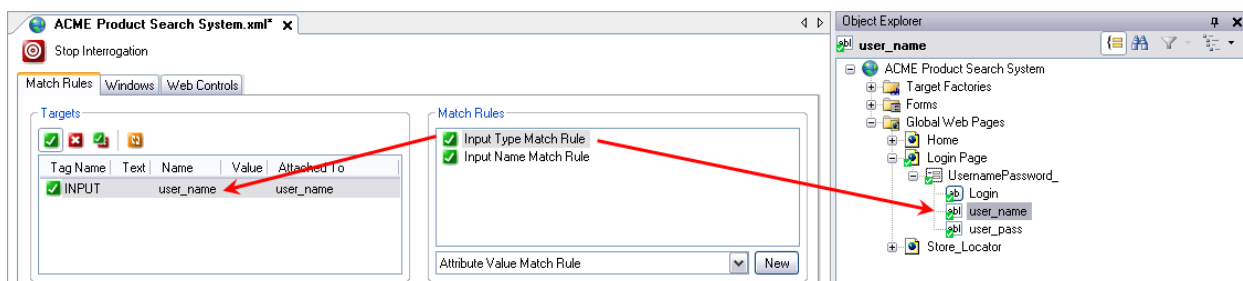 ACME Product Search System.xml*
Stop Interrogation
Match Rules Windows Web Controls
Targets
Tag Name Text Name Value Attached To
INPUT user_name user_name
Match Rules
Input Type Match Rule
Input Name Match Rule
Attribute Value Match Rule New
Object Explorer
user_name
ACME Product Search System
Target Factories
Forms
Global Web Pages
Home
Login Page
UsernamePassword_
Login
user_name
user_pass
Store_Locator